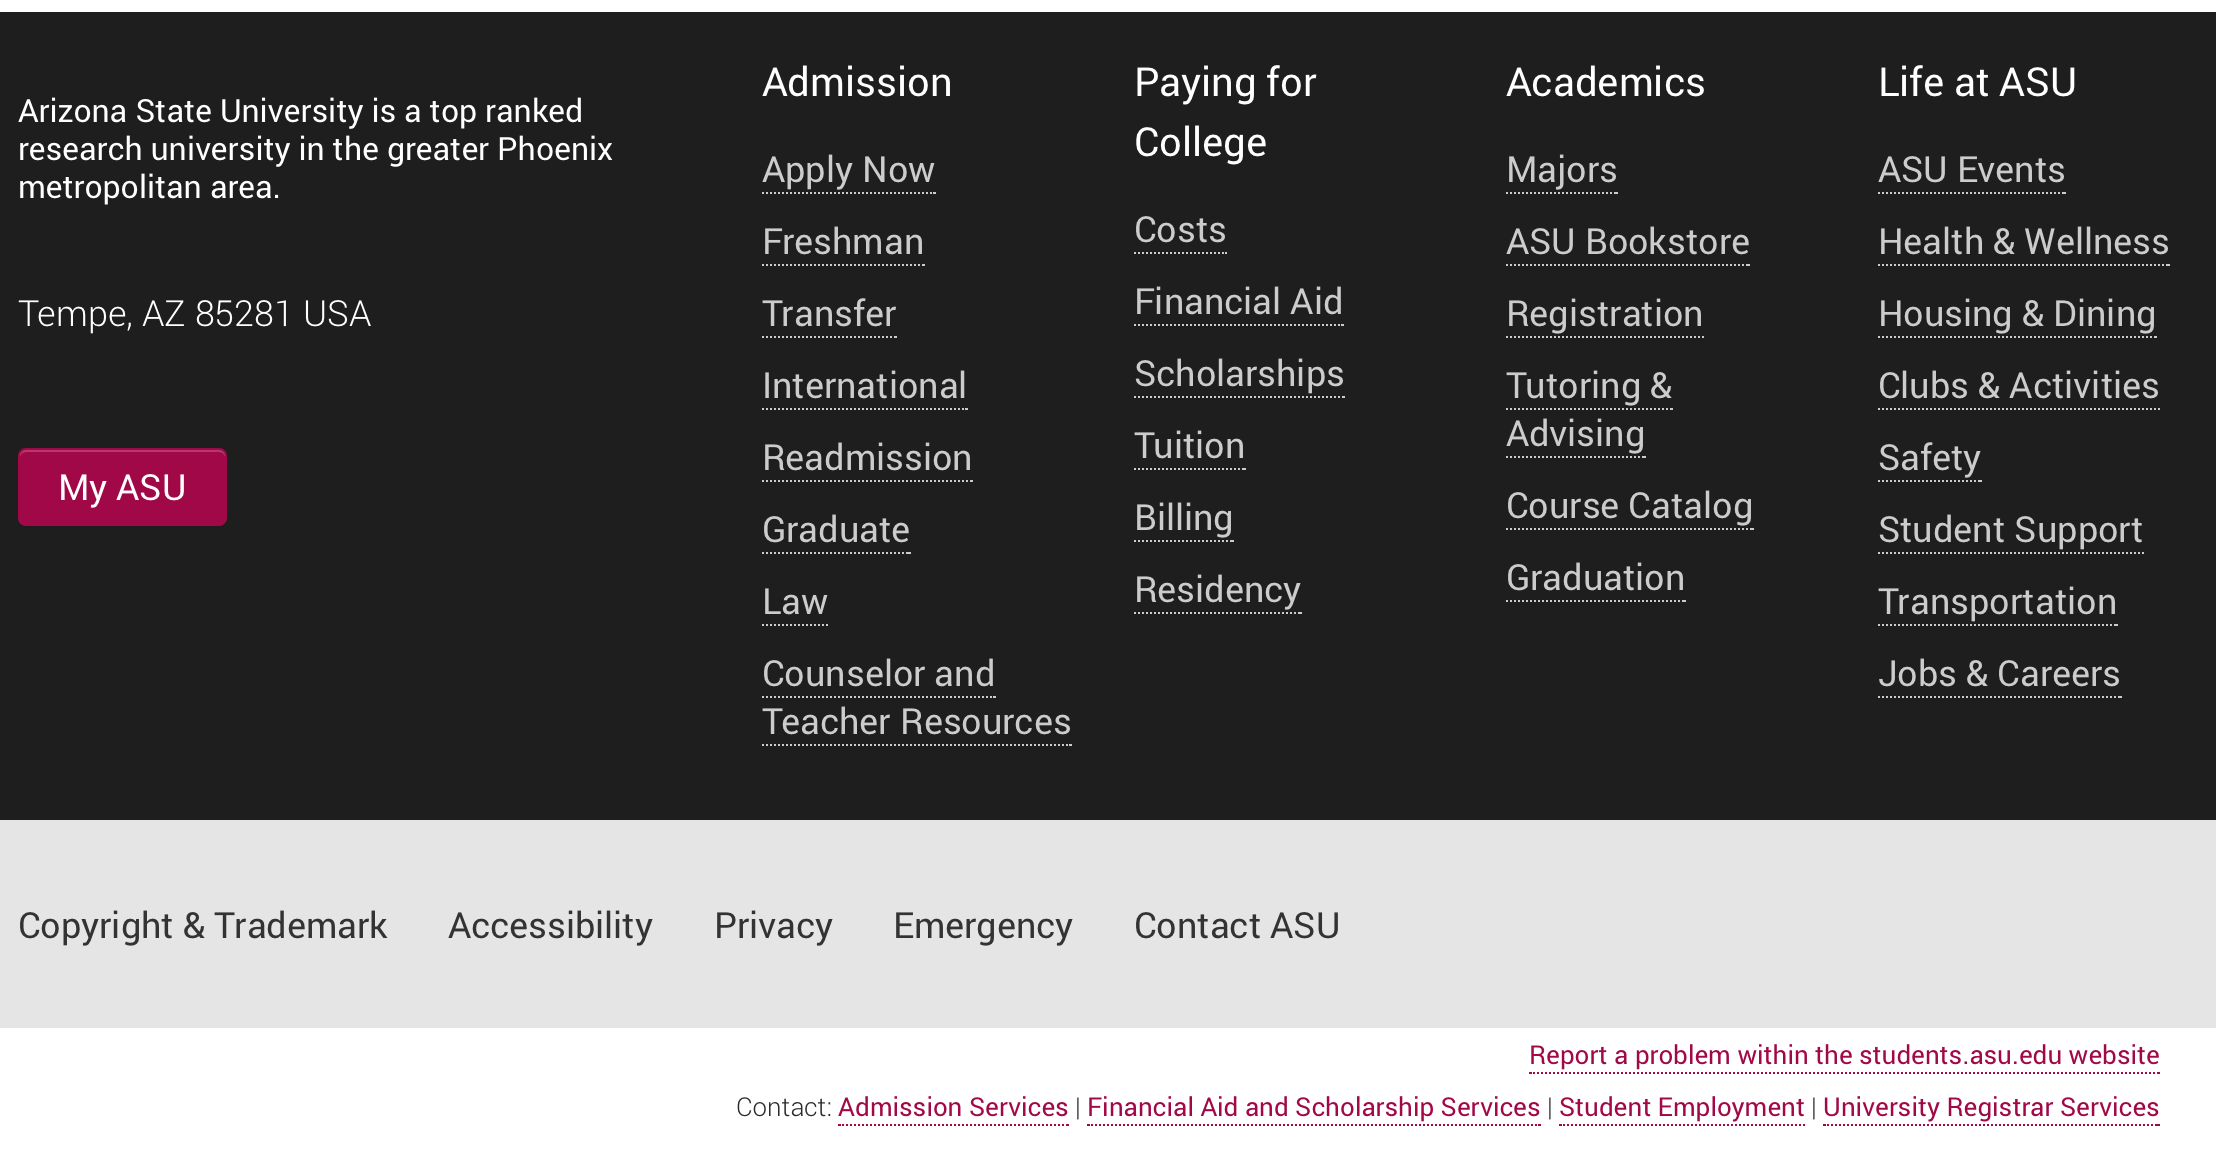 Arizona State University is a top ranked
research university in the greater Phoenix
metropolitan area.
Tempe, AZ 85281 USA
My ASU
Admission
Apply Now
Freshman
Transfer
International
Readmission
Graduate
Law
Counselor and
Teacher Resources
Paying for
College
Costs
Financial Aid
Scholarships
Tuition
Billing
Residency
Academics
Majors
ASU Bookstore
Registration
Tutoring &
Advising
Course Catalog
Graduation
Life at ASU
ASU Events
Health & Wellness
Housing & Dining
Clubs & Activities
Safety
Student Support
Transportation
Jobs & Careers
Copyright & Trademark Accessibility Privacy Emergency Contact ASU
Report a problem within the students.asu.edu website
Contact: Admission Services | Financial Aid and Scholarship Services | Student Employment | University Registrar Services